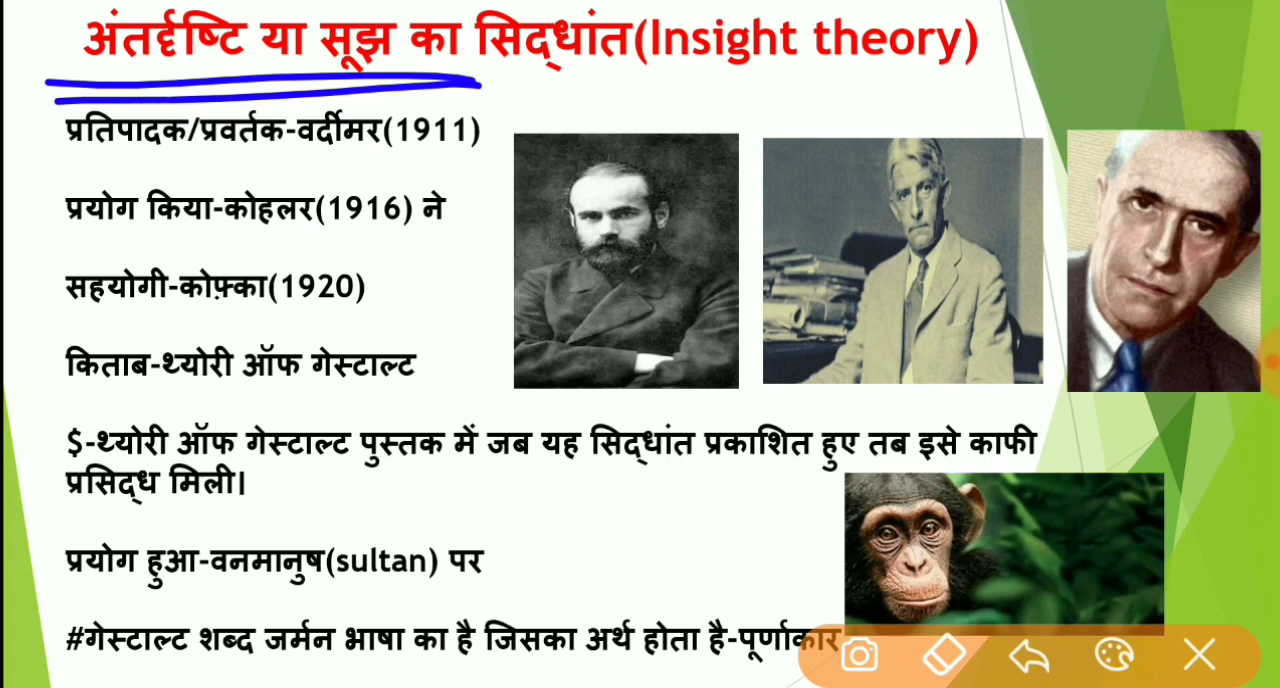 अंतर्दृष्टि या सूझ का सिद्धांत(Insight theory)
प्रतिपादक/प्रवर्तक-वर्दीमर(1911)
प्रयोग किया-कोहलर(1916) ने
सहयोगी-कोफ़्का(1920)
किताब-थ्योरी ऑफ गेस्टाल्ट
$-थ्योरी ऑफ गेस्टाल्ट पुस्तक में जब यह सिद्धांत प्रकाशित हुए तब इसे काफी
प्रसिद्ध मिली।
प्रयोग हुआ-वनमानुष(sultan) पर
#गेस्टाल्ट शब्द जर्मन भाषा का है जिसका अर्थ होता है-पूर्णाकार